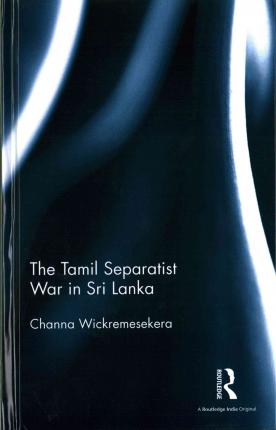 The Tamil Separatist
War in Sri Lanka
Channa Wickremesekera
ROUTLEDGE
A Routledge India Original